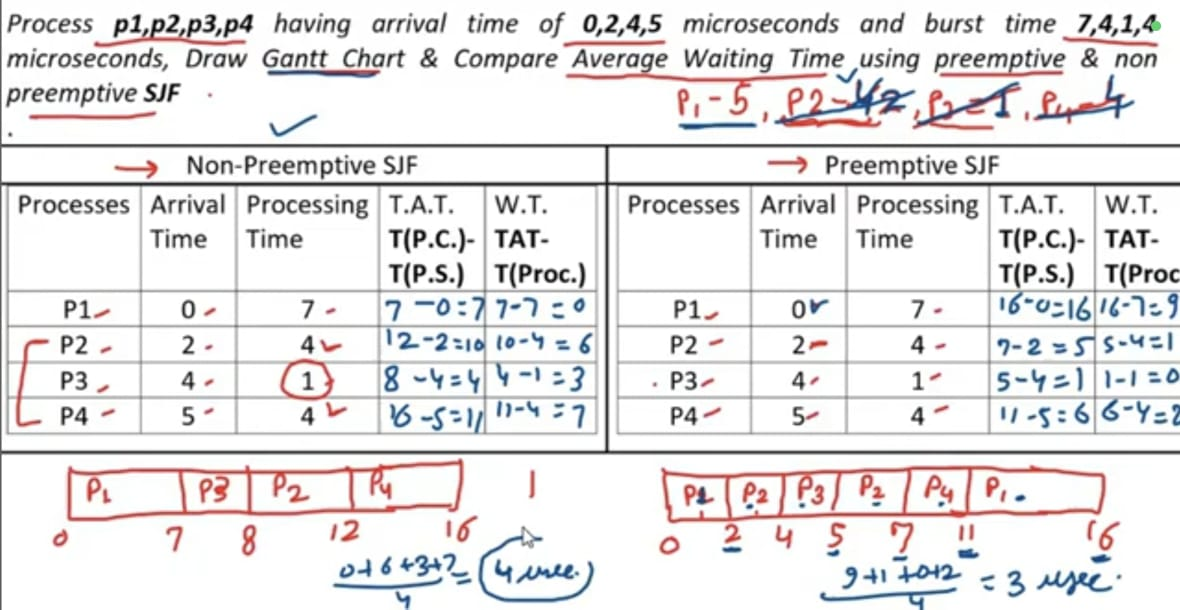 Process p1,p2,p3,p4 having arrival time of 0,2,4,5 microseconds and burst time 7,4,1,4
microseconds, Draw Gantt Chart & Compare Average Waiting Time using preemptive & non
preemptive SJF
P1-5, P2-4 2, P3=1, P4-4
→ Non-Preemptive SJF
Processes Arrival Time Processing Time T.A.T. T(P.C.)-T(P.S.) W.T. TAT-T(Proc.)
P1 0 7 7-0=7 7-7=0
P2 2 4 12-2=10 10-4=6
P3 4 1 8-4=4 4-1=3
P4 5 4 16-5=11 11-4=7
→ Preemptive SJF
Processes Arrival Time Processing Time T.A.T. T(P.C.)-T(P.S.) W.T. TAT-T(Proc
P1 0 7 16-0=16 16-7=9
P2 2 4 7-2=5 5-4=1
P3 4 1 5-4=1 1-1=0
P4 5 4 11-5=6 6-4=2
P1 P3 P2 P4
0 7 8 12 16
0+6+3+7
4
= 4 usec.
P1 P2 P3 P2 P4 P1
0 2 4 5 7 11 16
9+1+0+2
4
= 3 usec.